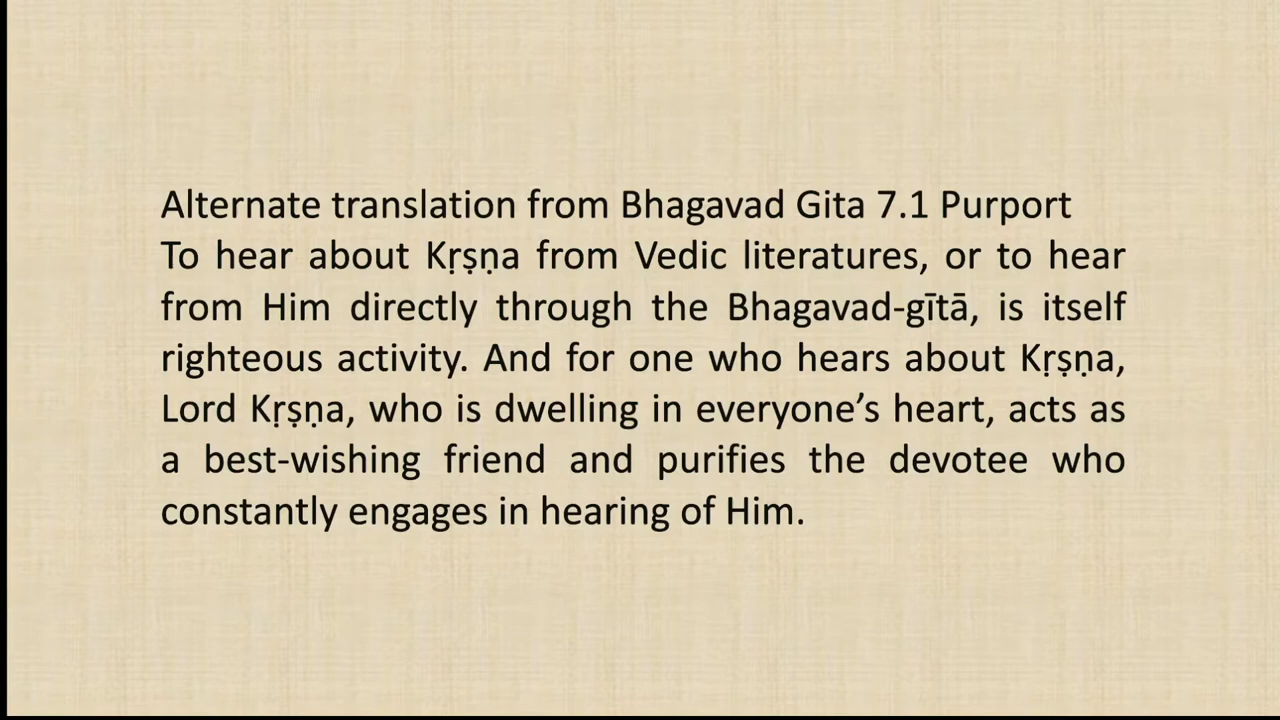 Alternate translation from Bhagavad Gita 7.1 Purport
To hear about Kṛṣṇa from Vedic literatures, or to hear
from Him directly through the Bhagavad-gītā, is itself
righteous activity. And for one who hears about Kṛṣṇa,
Lord Kṛṣṇa, who is dwelling in everyone’s heart, acts as
a best-wishing friend and purifies the devotee who
constantly engages in hearing of Him.